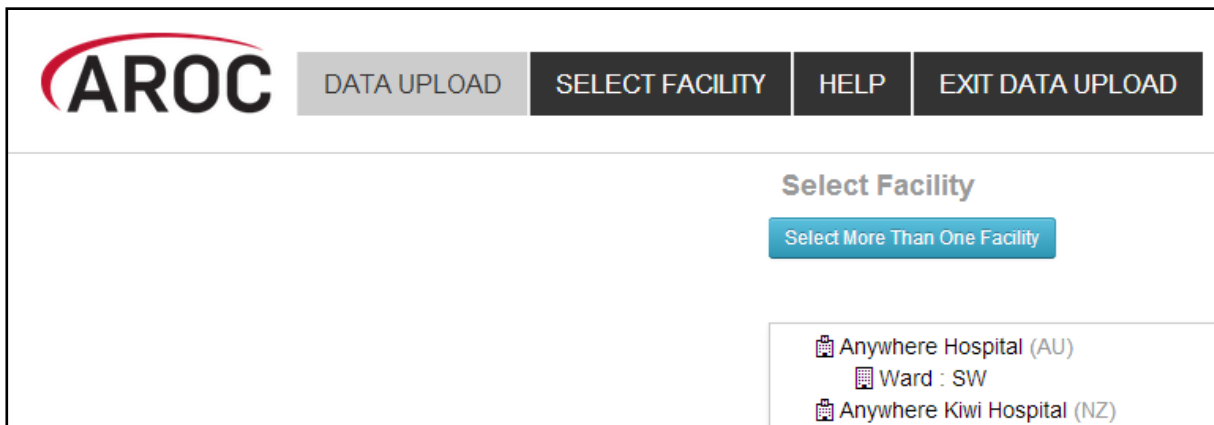 AROC
DATA UPLOAD SELECT FACILITY HELP EXIT DATA UPLOAD
Select Facility
Select More Than One Facility
Anywhere Hospital (AU)
Ward : SW
Anywhere Kiwi Hospital (NZ)